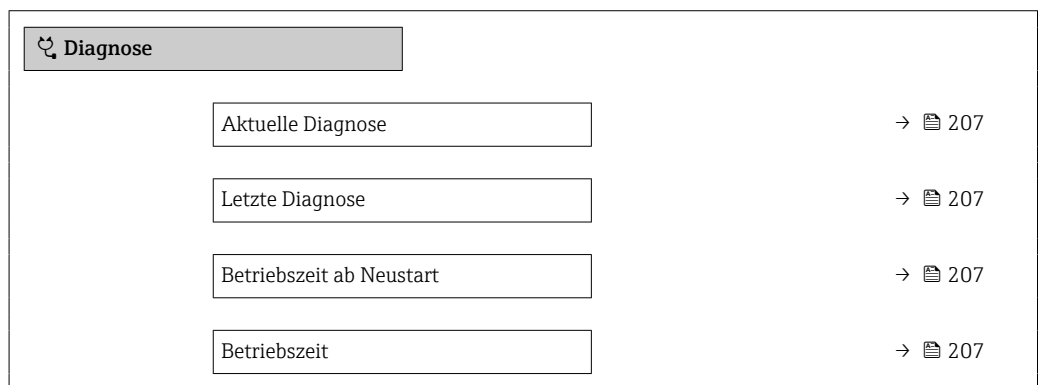 Diagnose
Aktuelle Diagnose → 207
Letzte Diagnose → 207
Betriebszeit ab Neustart → 207
Betriebszeit → 207